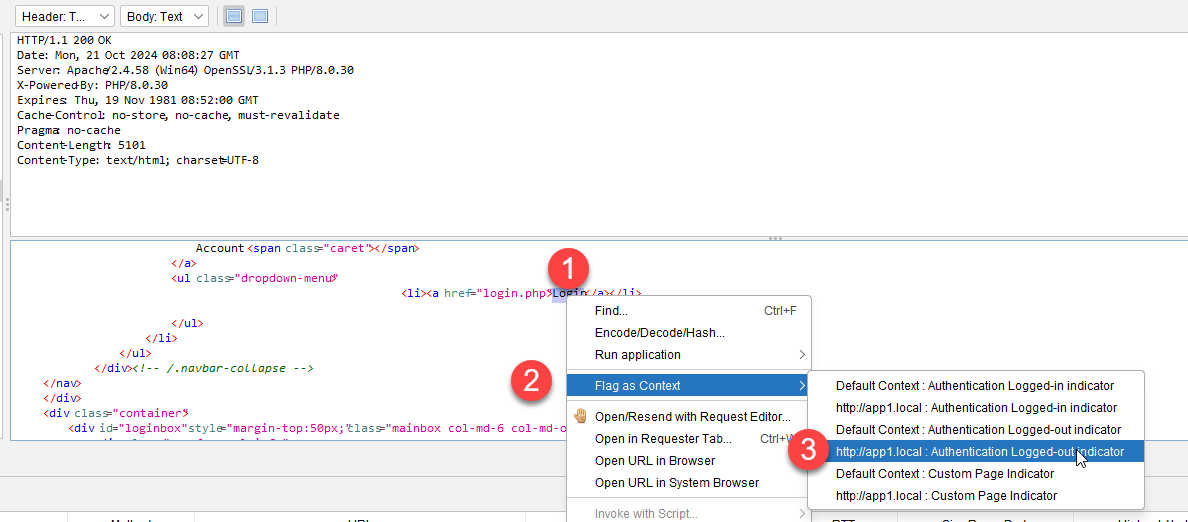 Header: T...
Body: Text
HTTP/1.1 200 OK
Date: Mon, 21 Oct 2024 08:08:27 GMT
Server: Apache/2.4.58 (Win64) OpenSSL/3.1.3 PHP/8.0.30
X-Powered-By: PHP/8.0.30
Expires: Thu, 19 Nov 1981 08:52:00 GMT
Cache-Control: no-store, no-cache, must-revalidate
Pragma: no-cache
Content-Length: 5101
Content-Type: text/html; charset=UTF-8
Account <span class="caret"></span>
</a>
<ul class="dropdown-menu"
1
<li><a href="login.php">Login</a></li>
</ul>
</li>
</ul>
</div><!-- /.navbar-collapse -->
</nav>
</div>
<div class="container">
<div id="loginbox" style="margin-top:50px;" class="mainbox col-md-6 col-md-o
Find... Ctrl+F
Encode/Decode/Hash...
Run application
2
Flag as Context
Open/Resend with Request Editor...
Open in Requester Tab... Ctrl+W
Open URL in Browser
Open URL in System Browser
Invoke with Script...
Default Context : Authentication Logged-in indicator
http://app1.local : Authentication Logged-in indicator
Default Context : Authentication Logged-out indicator
3
http://app1.local : Authentication Logged-out indicator
Default Context : Custom Page Indicator
http://app1.local : Custom Page Indicator